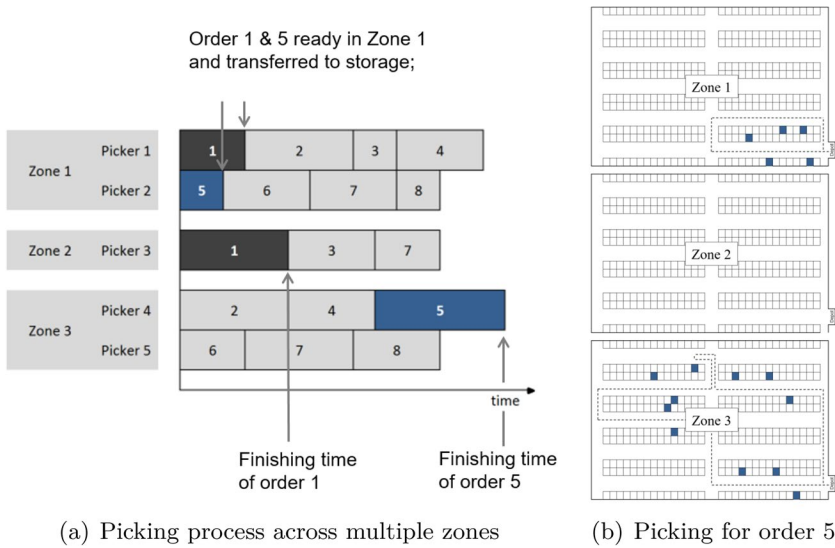 Order 1 & 5 ready in Zone 1
and transferred to storage;
Zone 1
Picker 1
1
2
3
4
Picker 2
5
6
7
8
Zone 2
Picker 3
1
3
7
Zone 3
Picker 4
2
4
5
Picker 5
6
7
8
time
Finishing time
of order 1
Finishing time
of order 5
(a) Picking process across multiple zones
Zone 1
Depot
Zone 2
Depot
Zone 3
Depot
(b) Picking for order 5